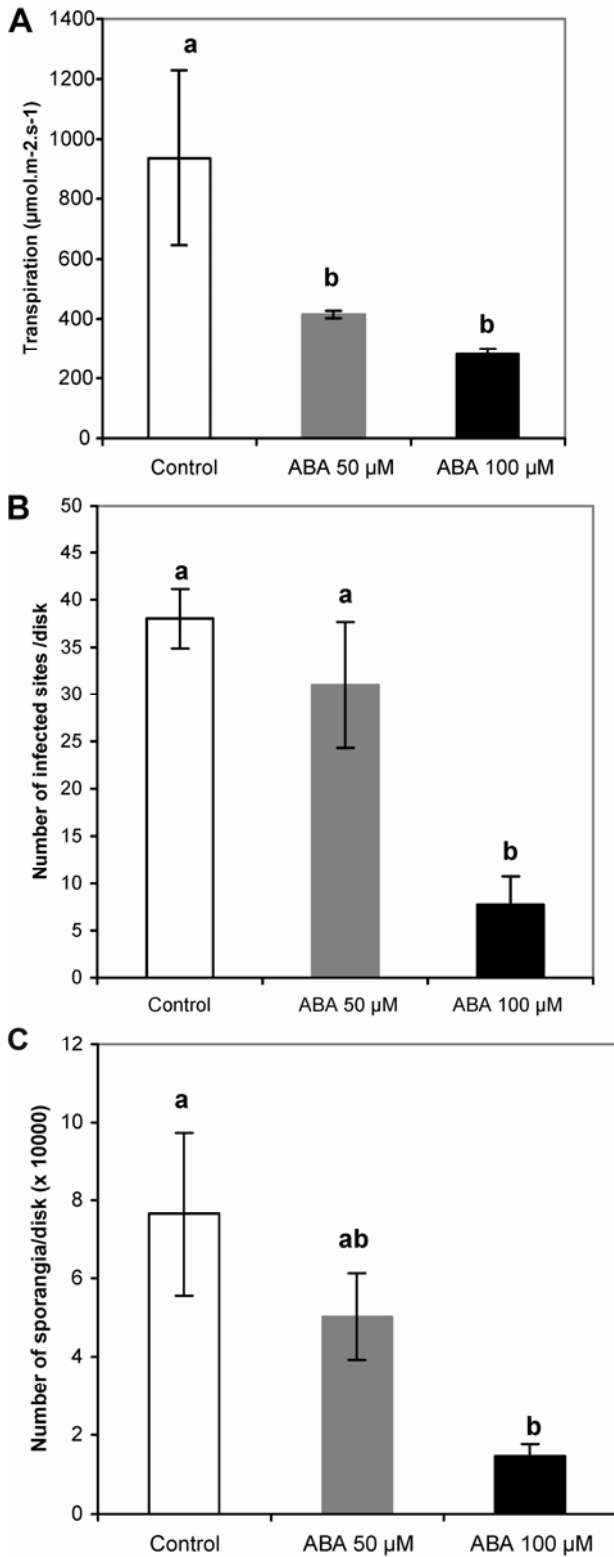 A
1400
1200
1000
800
600
400
200
0
Transpiration (µmol.m-2.s-1)
a
b
b
Control
ABA 50 µM
ABA 100 µM
B
50
45
40
35
30
25
20
15
10
5
0
Number of infected sites /disk
a
a
b
Control
ABA 50 µM
ABA 100 µM
C
12
10
8
6
4
2
0
Number of sporangia/disk (x 10000)
a
ab
b
Control
ABA 50 µM
ABA 100 µM